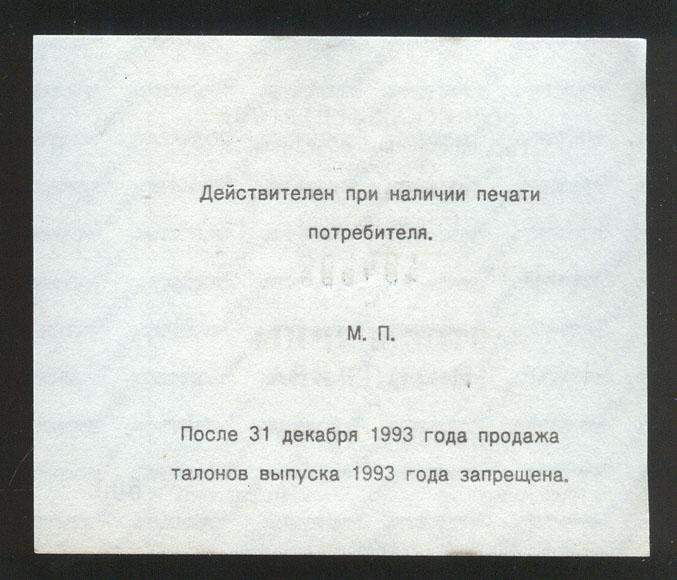 Действителен при наличии печати
потребителя.
М. П.
После 31 декабря 1993 года продажа
талонов выпуска 1993 года запрещена.